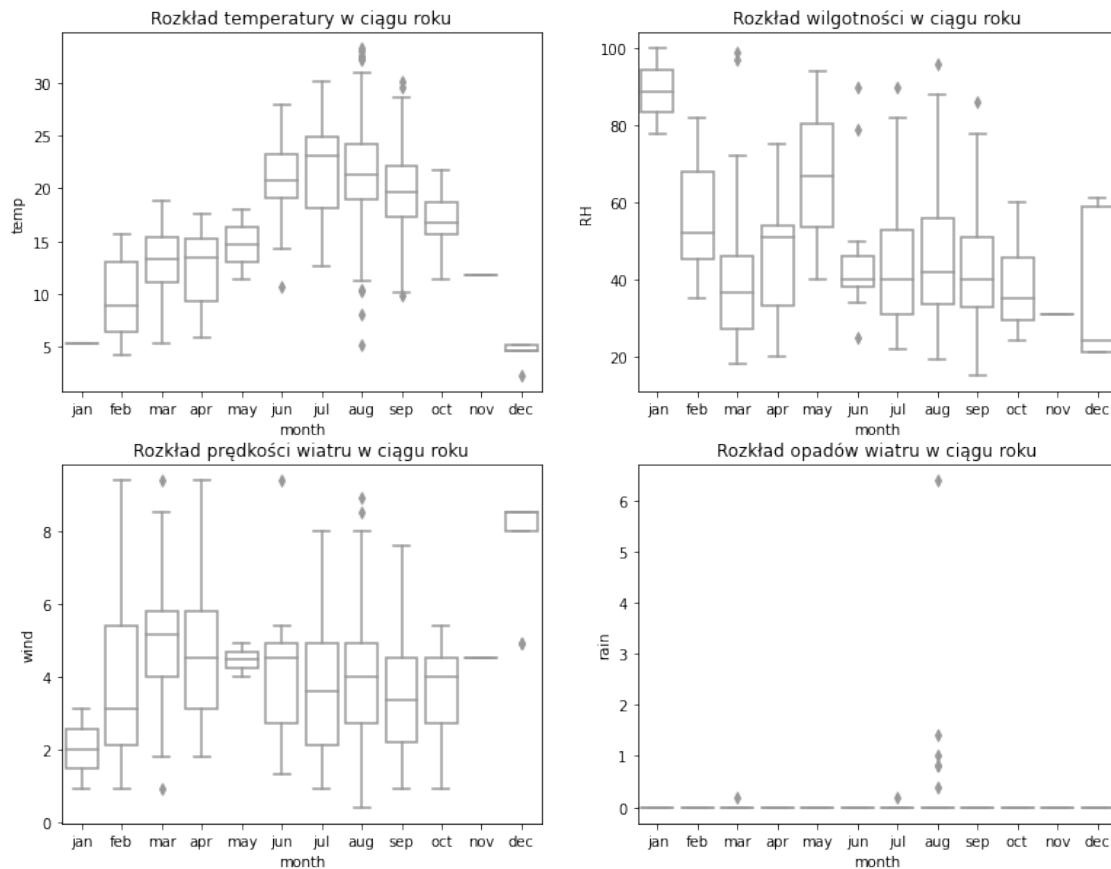 Rozkład temperatury w ciągu roku
temp
30
25
20
15
10
5
jan feb mar apr may jun jul aug sep oct nov dec
month
Rozkład wilgotności w ciągu roku
RH
100
80
60
40
20
jan feb mar apr may jun jul aug sep oct nov dec
month
Rozkład prędkości wiatru w ciągu roku
wind
8
6
4
2
0
jan feb mar apr may jun jul aug sep oct nov dec
month
Rozkład opadów wiatru w ciągu roku
rain
6
5
4
3
2
1
0
jan feb mar apr may jun jul aug sep oct nov dec
month